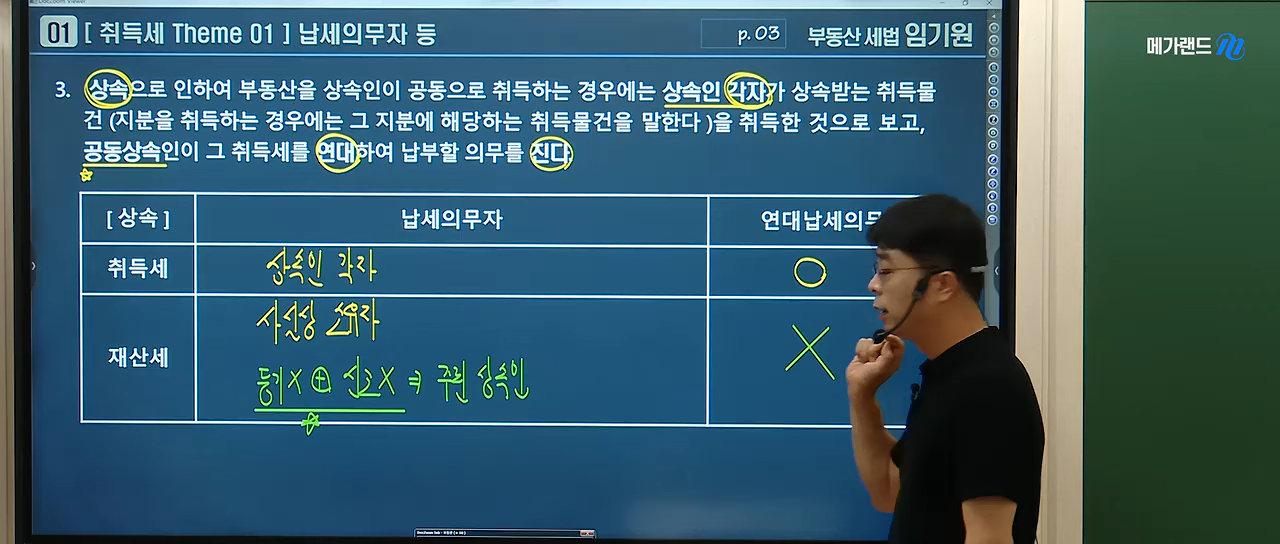 DocZoom Viewer
01 [ 취득세 Theme 01 ] 납세의무자 등
p. 03
부동산 세법 임기원
메가랜드
3. 상속으로 인하여 부동산을 상속인이 공동으로 취득하는 경우에는 상속인 각자가 상속받는 취득물
건 (지분을 취득하는 경우에는 그 지분에 해당하는 취득물건을 말한다 )을 취득한 것으로 보고,
공동상속인이 그 취득세를 연대하여 납부할 의무를 진다
[ 상속 ] 납세의무자 연대납세의무
취득세 상속인 각자 ○
재산세 사실상 소유자 X
등기X ⊕ 신고X ⇒ 주된 상속인